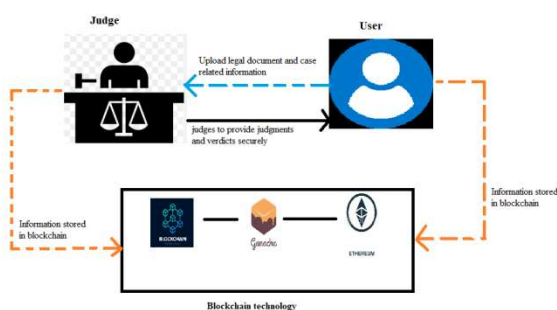 Judge
User
Upload legal document and case
related information
judges to provide judgments
and verdicts securely
Information stored
in blockchain
Information stored
in blockchain
BLOCKCHAIN
Ganache
ETHEREUM
Blockchain technology